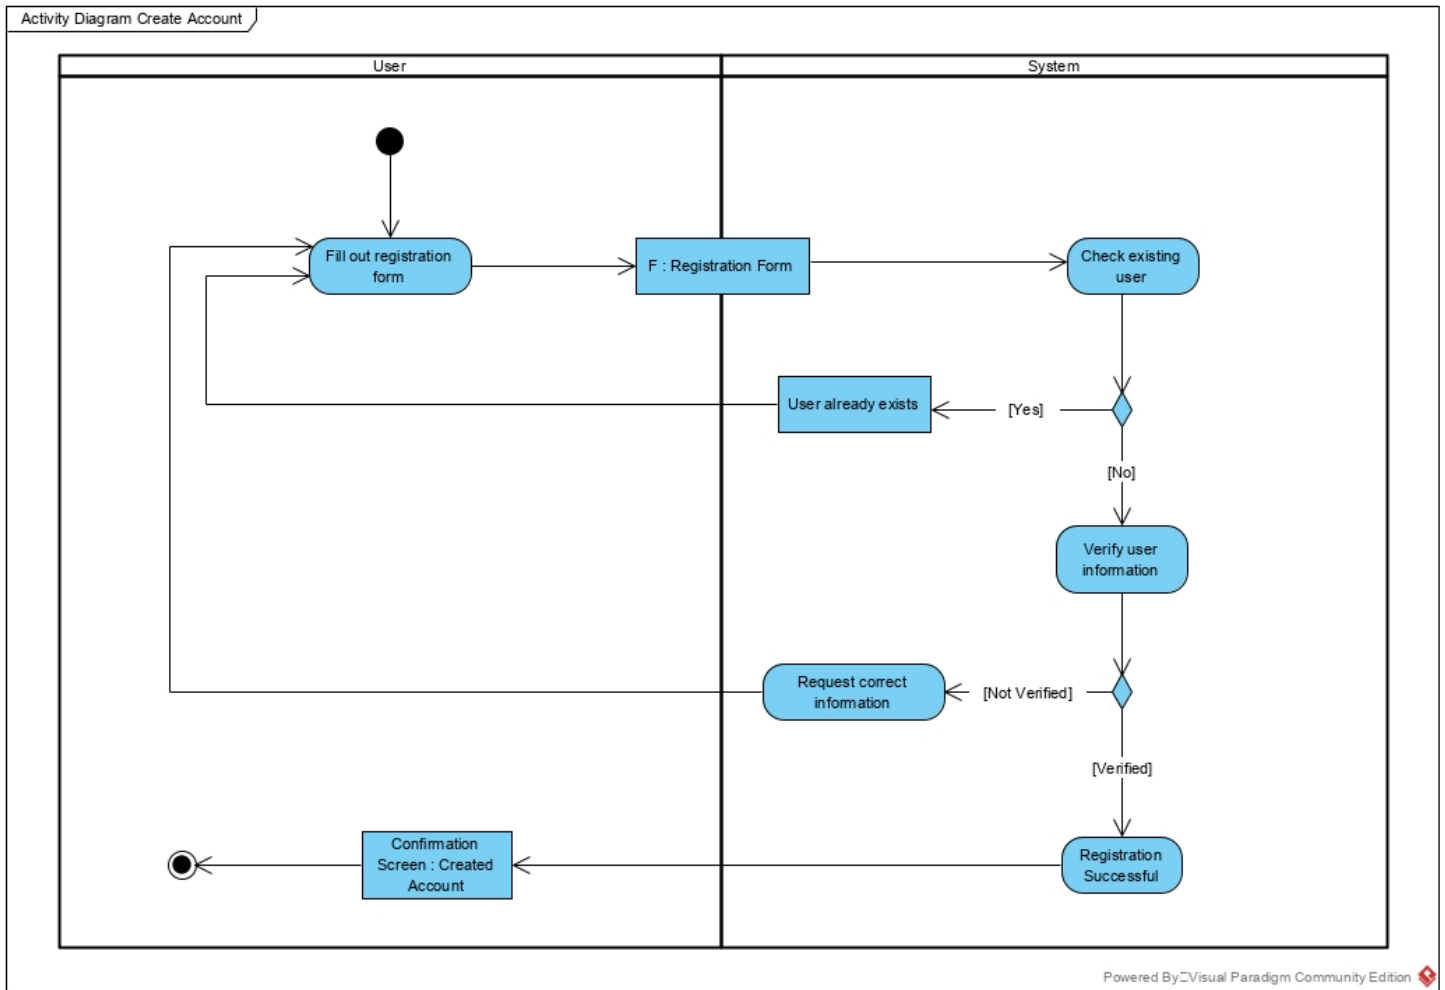 Activity Diagram Create Account
User
System
Fill out registration
form
F : Registration Form
Check existing
user
User already exists
[Yes]
[No]
Verify user
information
Request correct
information
[Not Verified]
[Verified]
Confirmation
Screen : Created
Account
Registration
Successful
Powered By Visual Paradigm Community Edition